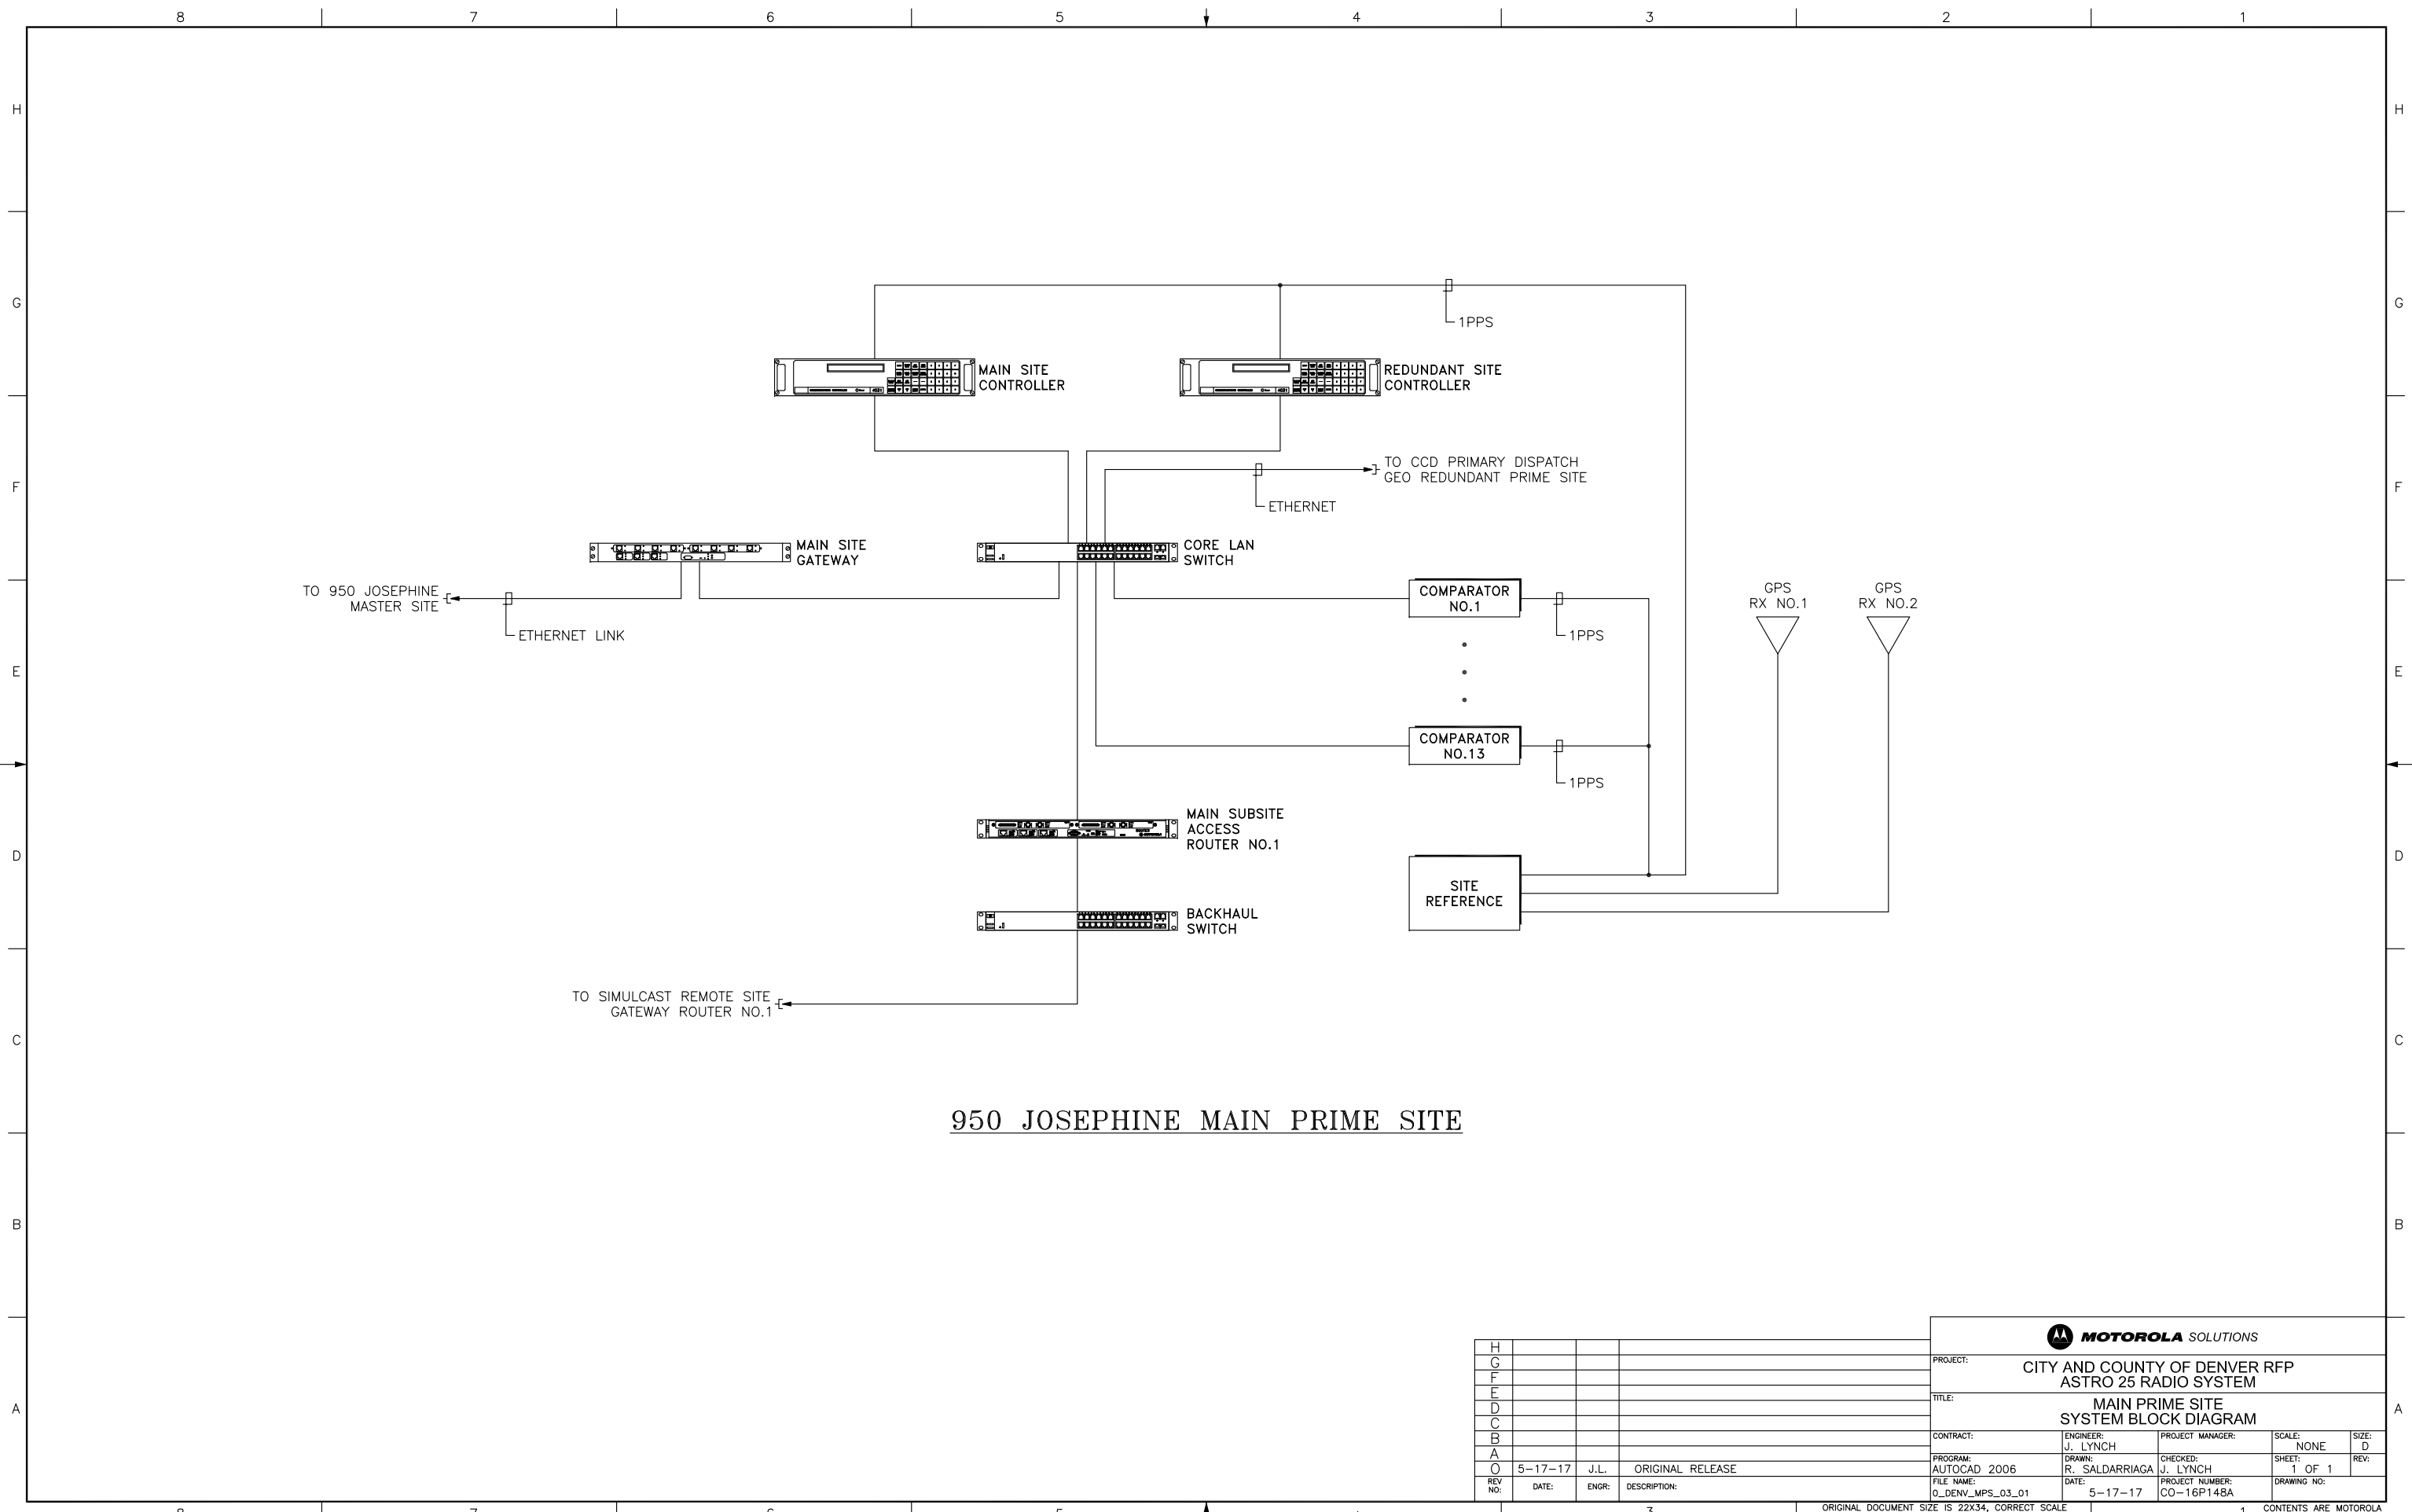 8 7 6 5 4 3 2 1
H H
G G
1PPS
MAIN SITE
CONTROLLER
REDUNDANT SITE
CONTROLLER
TO CCD PRIMARY DISPATCH
GEO REDUNDANT PRIME SITE
F F
ETHERNET
MAIN SITE
GATEWAY
CORE LAN
SWITCH
TO 950 JOSEPHINE
MASTER SITE
ETHERNET LINK
COMPARATOR
NO.1
1PPS
GPS
RX NO.1
GPS
RX NO.2
E E
COMPARATOR
NO.13
1PPS
MAIN SUBSITE
ACCESS
ROUTER NO.1
D D
SITE
REFERENCE
BACKHAUL
SWITCH
TO SIMULCAST REMOTE SITE
GATEWAY ROUTER NO.1
C C
950 JOSEPHINE MAIN PRIME SITE
B B
A A
H
G
F
E
D
C
B
A
0 5-17-17 J.L. ORIGINAL RELEASE
REV NO: DATE: ENGR: DESCRIPTION:
MOTOROLA SOLUTIONS
PROJECT:
CITY AND COUNTY OF DENVER RFP
ASTRO 25 RADIO SYSTEM
TITLE:
MAIN PRIME SITE
SYSTEM BLOCK DIAGRAM
CONTRACT: ENGINEER: PROJECT MANAGER: SCALE: SIZE:
J. LYNCH NONE D
PROGRAM: DRAWN: CHECKED: SHEET: REV:
AUTOCAD 2006 R. SALDARRIAGA J. LYNCH 1 OF 1
FILE NAME: DATE: PROJECT NUMBER: DRAWING NO:
0_DENV_MPS_03_01 5-17-17 CO-16P148A
ORIGINAL DOCUMENT SIZE IS 22X34, CORRECT SCALE
CONTENTS ARE MOTOROLA